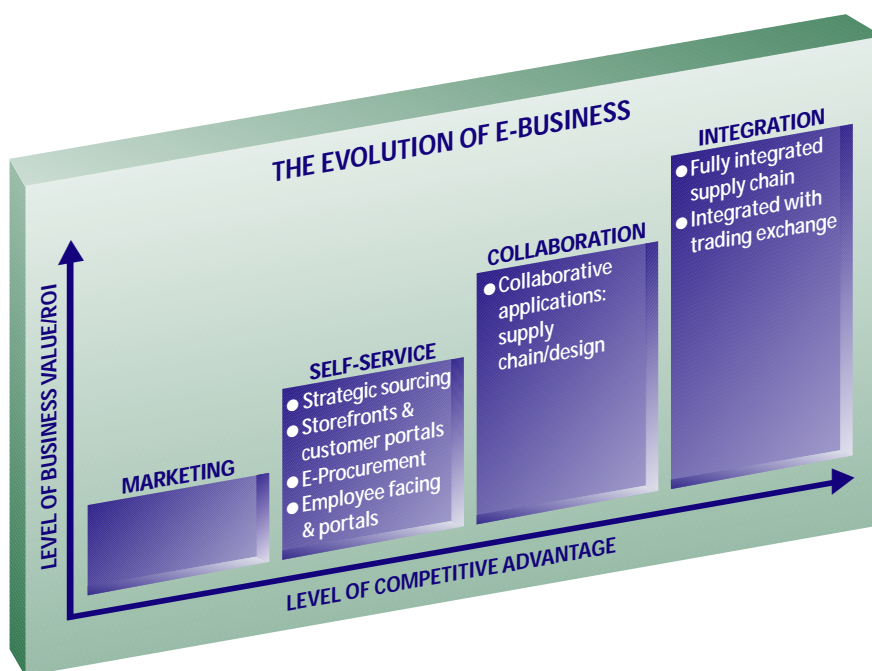 THE EVOLUTION OF E-BUSINESS
LEVEL OF BUSINESS VALUE/ROI
MARKETING
SELF-SERVICE
● Strategic sourcing
● Storefronts &
customer portals
● E-Procurement
● Employee facing
& portals
COLLABORATION
● Collaborative
applications:
supply
chain/design
INTEGRATION
● Fully integrated
supply chain
● Integrated with
trading exchange
LEVEL OF COMPETITIVE ADVANTAGE